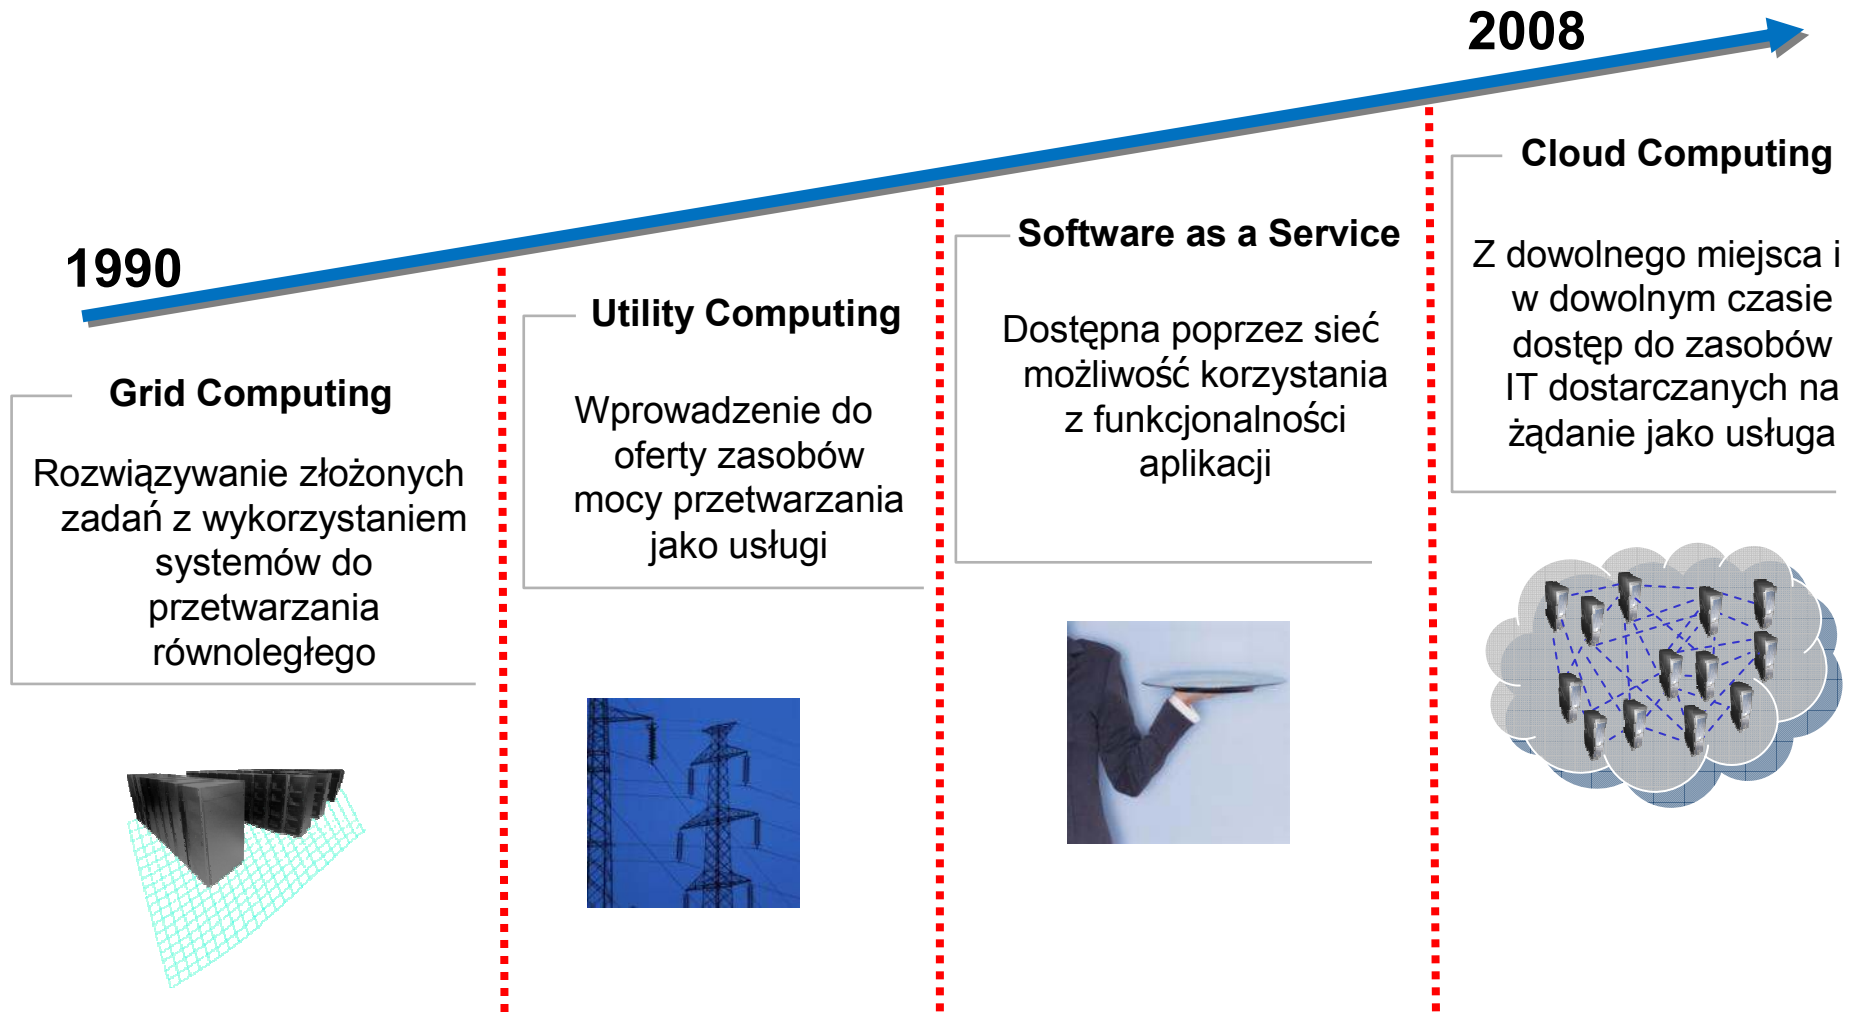 2008
1990
Grid Computing
Rozwiązywanie złożonych
zadań z wykorzystaniem
systemów do
przetwarzania
równoległego
Utility Computing
Wprowadzenie do
oferty zasobów
mocy przetwarzania
jako usługi
Software as a Service
Dostępna poprzez sieć
możliwość korzystania
z funkcjonalności
aplikacji
Cloud Computing
Z dowolnego miejsca i
w dowolnym czasie
dostęp do zasobów
IT dostarczanych na
żądanie jako usługa